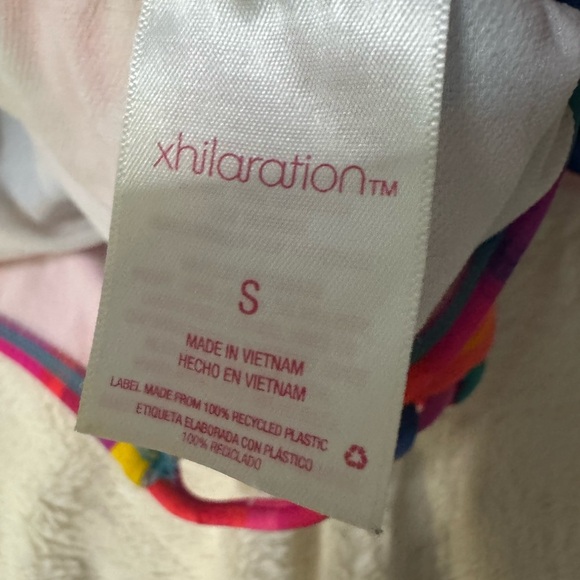 xhilaration™
S
MADE IN VIETNAM
HECHO EN VIETNAM
LABEL MADE FROM 100% RECYCLED PLASTIC
ETIQUETA ELABORADA CON PLÁSTICO
100% RECICLADO